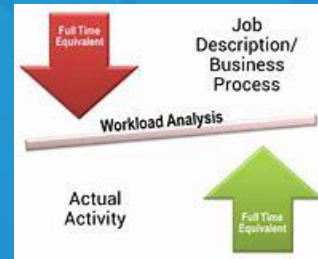 Full Time
Equivalent
Job
Description/
Business
Process
Workload Analysis
Actual
Activity
Full Time
Equivalent